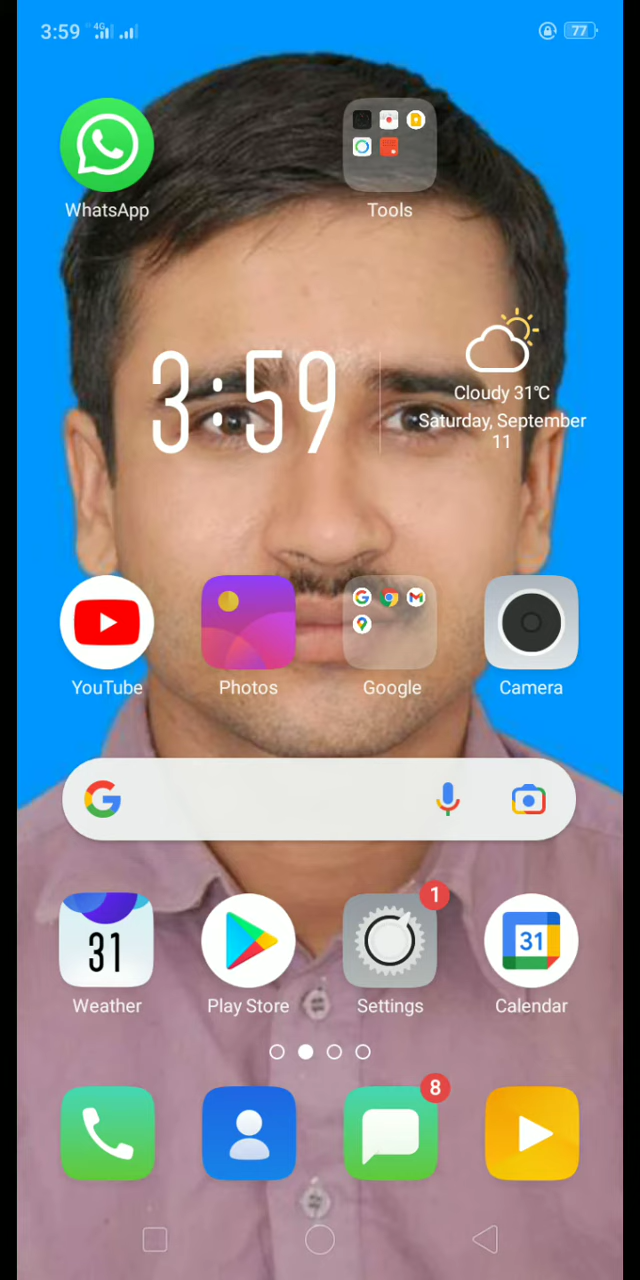 3:59 4G 77
WhatsApp
Tools
3:59
Cloudy 31℃
Saturday, September
11
YouTube
Photos
Google
Camera
31
31
1
Weather
Play Store
Settings
Calendar
8